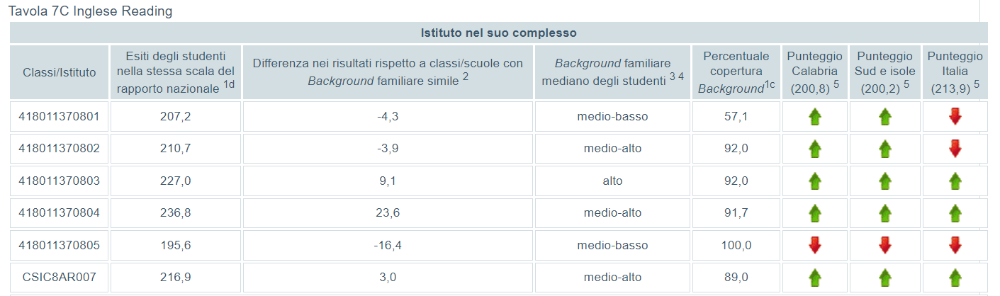 Tavola 7C Inglese Reading
Istituto nel suo complesso
Classi/Istituto
Esiti degli studenti
nella stessa scala del
rapporto nazionale 1d
Differenza nei risultati rispetto a classi/scuole con
Background familiare simile 2
Background familiare
mediano degli studenti 3 4
Percentuale
copertura
Background1c
Punteggio
Calabria
(200,8) 5
Punteggio
Sud e isole
(200,2) 5
Punteggio
Italia
(213,9) 5
418011370801 207,2 -4,3 medio-basso 57,1
418011370802 210,7 -3,9 medio-alto 92,0
418011370803 227,0 9,1 alto 92,0
418011370804 236,8 23,6 medio-alto 91,7
418011370805 195,6 -16,4 medio-basso 100,0
CSIC8AR007 216,9 3,0 medio-alto 89,0